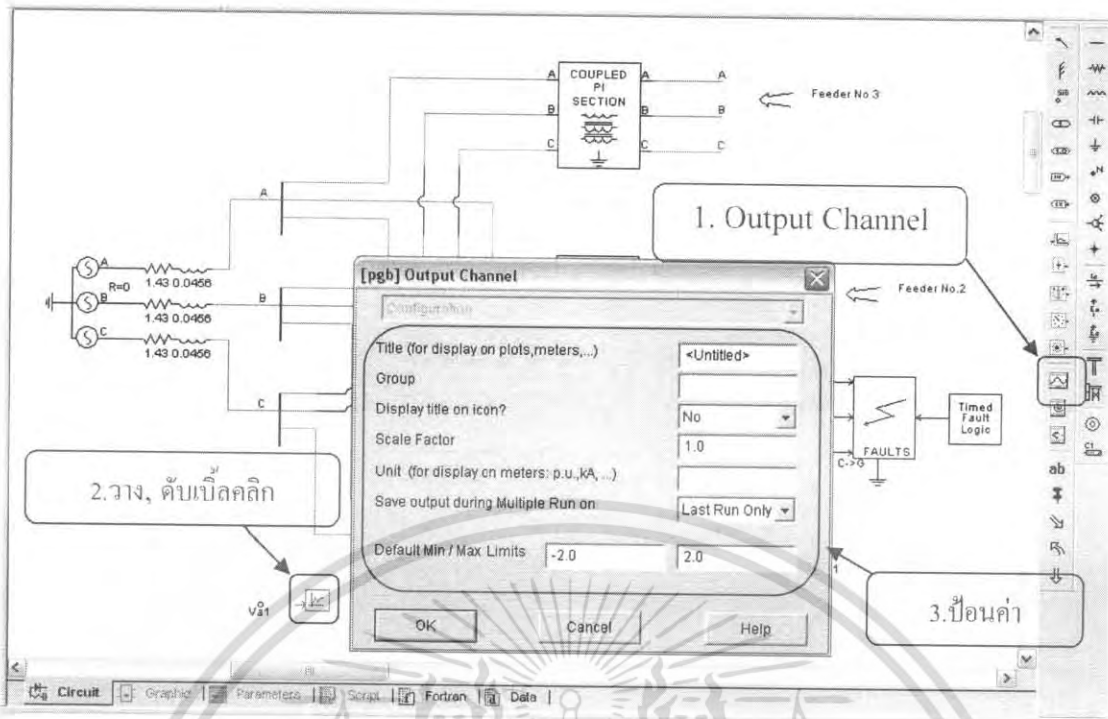 A COUPLED A A
PI
B SECTION B B
C C C
Feeder No.3
1. Output Channel
A
A
R=0
1.43 0.0456
B
B
1.43 0.0456
C
1.43 0.0456
C
[pgb] Output Channel
Configuration
Title (for display on plots,meters,...) <Untitled>
Group
Display title on icon? No
Scale Factor 1.0
Unit (for display on meters: p.u.,kA, ...)
Save output during Multiple Run on Last Run Only
Default Min / Max Limits -2.0 2.0
OK Cancel Help
Feeder No.2
FAULTS
C->G
Timed
Fault
Logic
2.วาง, ดับเบิ้ลคลิก
3.ป้อนค่า
Va1
1
ab
N
Circuit Graphic Parameters Script Fortran Data